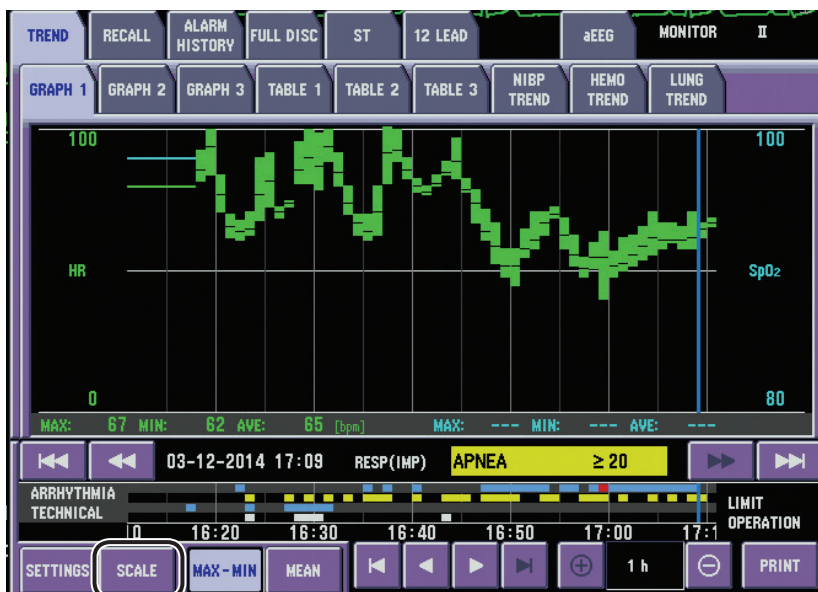 TREND RECALL ALARM HISTORY FULL DISC ST 12 LEAD aEEG MONITOR II
GRAPH 1 GRAPH 2 GRAPH 3 TABLE 1 TABLE 2 TABLE 3 NIBP TREND HEMO TREND LUNG TREND
100 100
HR SpO2
0 80
MAX: 67 MIN: 62 AVE: 65 [bpm] MAX: --- MIN: --- AVE: ---
03-12-2014 17:09 RESP(IMP) APNEA ≥ 20
ARRHYTHMIA
TECHNICAL
16:20 16:30 16:40 16:50 17:00 17:1
LIMIT
OPERATION
SETTINGS SCALE MAX-MIN MEAN 1 h PRINT